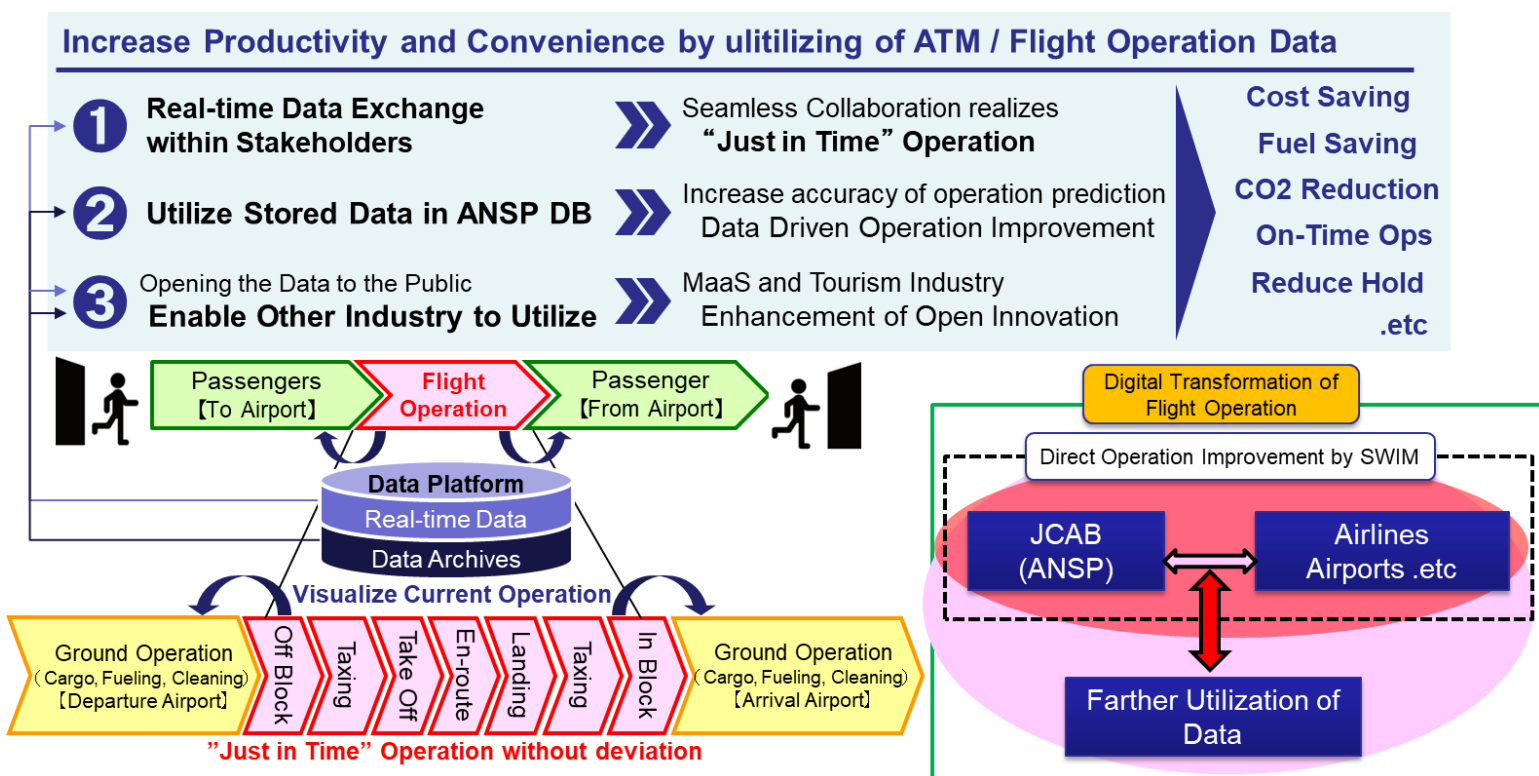 Increase Productivity and Convenience by ulitilizing of ATM / Flight Operation Data
1
Real-time Data Exchange
within Stakeholders
Seamless Collaboration realizes
“Just in Time” Operation
2
Utilize Stored Data in ANSP DB
Increase accuracy of operation prediction
Data Driven Operation Improvement
3
Opening the Data to the Public
Enable Other Industry to Utilize
MaaS and Tourism Industry
Enhancement of Open Innovation
Cost Saving
Fuel Saving
CO2 Reduction
On-Time Ops
Reduce Hold
.etc
Passengers
【To Airport】
Flight
Operation
Passenger
【From Airport】
Data Platform
Real-time Data
Data Archives
Visualize Current Operation
Ground Operation
(Cargo, Fueling, Cleaning)
【Departure Airport】
Off Block
Taxing
Take Off
En-route
Landing
Taxing
In Block
Ground Operation
(Cargo, Fueling, Cleaning)
【Arrival Airport】
”Just in Time” Operation without deviation
Digital Transformation of
Flight Operation
Direct Operation Improvement by SWIM
JCAB
(ANSP)
Airlines
Airports .etc
Farther Utilization of
Data